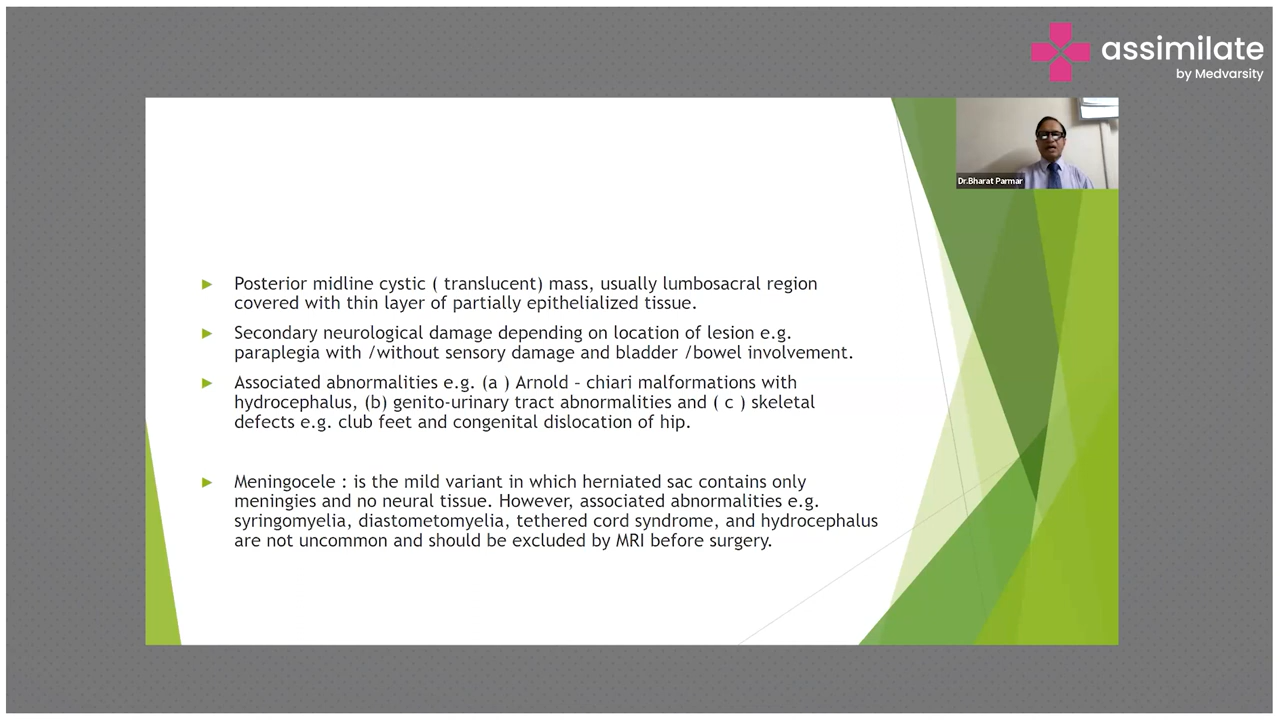 assimilate
by Medvarsity
Dr.Bharat Parmar
Posterior midline cystic ( translucent) mass, usually lumbosacral region
covered with thin layer of partially epithelialized tissue.
Secondary neurological damage depending on location of lesion e.g.
paraplegia with /without sensory damage and bladder /bowel involvement.
Associated abnormalities e.g. (a ) Arnold – chiari malformations with
hydrocephalus, (b) genito-urinary tract abnormalities and ( c ) skeletal
defects e.g. club feet and congenital dislocation of hip.
Meningocele : is the mild variant in which herniated sac contains only
meningies and no neural tissue. However, associated abnormalities e.g.
syringomyelia, diastometomyelia, tethered cord syndrome, and hydrocephalus
are not uncommon and should be excluded by MRI before surgery.